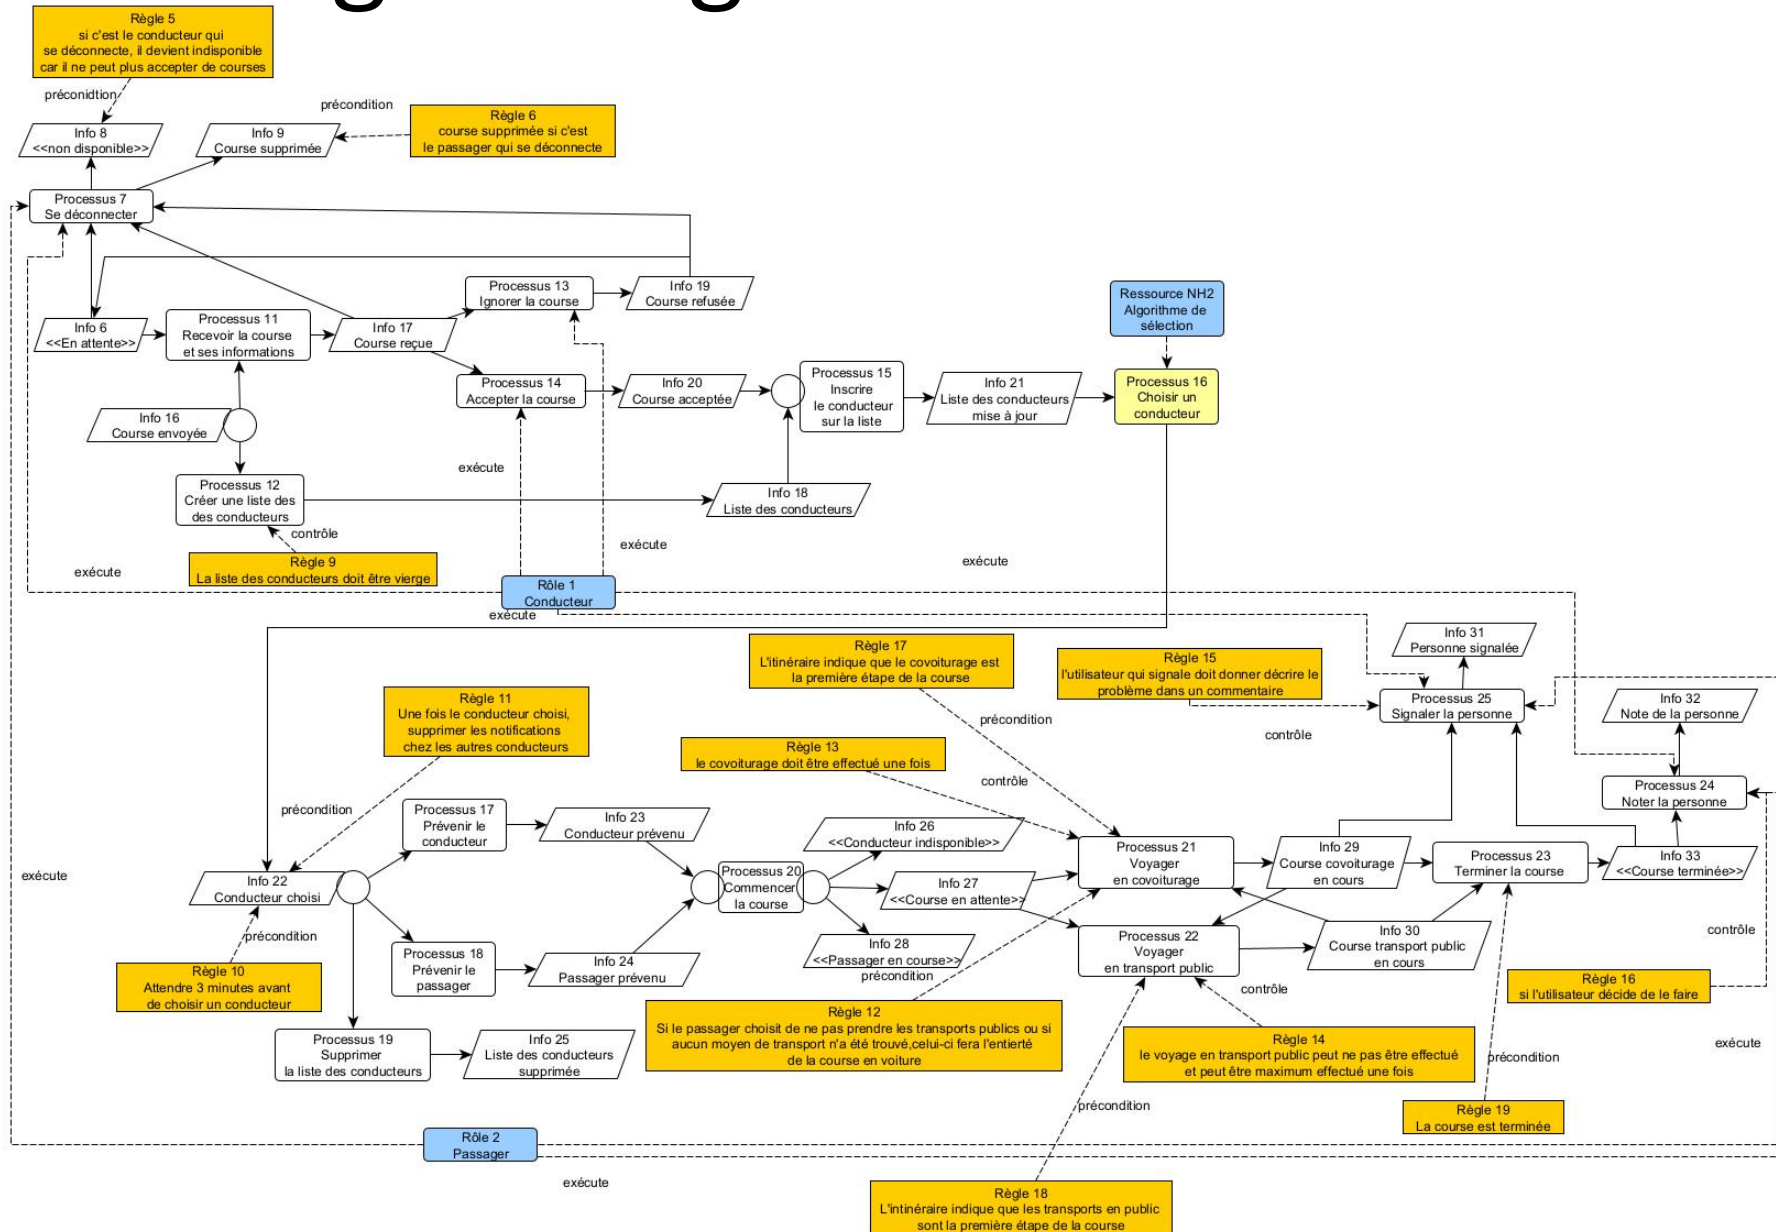 Règle 5
si c'est le conducteur qui
se déconnecte, il devient indisponible
car il ne peut plus accepter de courses
préconidtion
précondition
Info 8
<<non disponible>>
Info 9
Course supprimée
Règle 6
course supprimée si c'est
le passager qui se déconnecte
Processus 7
Se déconnecter
Processus 13
Ignorer la course
Info 19
Course refusée
Ressource NH2
Algorithme de
sélection
Info 6
<<En attente>>
Processus 11
Recevoir la course
et ses informations
Info 17
Course reçue
Processus 14
Accepter la course
Info 20
Course acceptée
Processus 15
Inscrire
le conducteur
sur la liste
Info 21
Liste des conducteurs
mise à jour
Processus 16
Choisir un
conducteur
Info 16
Course envoyée
exécute
Processus 12
Créer une liste des
des conducteurs
Info 18
Liste des conducteurs
contrôle
Règle 9
La liste des conducteurs doit être vierge
exécute
exécute
exécute
Rôle 1
Conducteur
exécute
Info 31
Personne signalée
Règle 17
L'itinéraire indique que le covoiturage est
la première étape de la course
Règle 15
l'utilisateur qui signale doit donner décrire le
problème dans un commentaire
Processus 25
Signaler la personne
Info 32
Note de la personne
Règle 11
Une fois le conducteur choisi,
supprimer les notifications
chez les autres conducteurs
précondition
contrôle
Règle 13
le covoiturage doit être effectué une fois
contrôle
Processus 24
Noter la personne
précondition
Processus 17
Prévenir le
conducteur
Info 23
Conducteur prévenu
Info 26
<<Conducteur indisponible>>
Processus 21
Voyager
en covoiturage
Info 29
Course covoiturage
en cours
Processus 23
Terminer la course
Info 33
<<Course terminée>>
exécute
Info 22
Conducteur choisi
Processus 20
Commencer
la course
Info 27
<<Course en attente>>
précondition
Processus 18
Prévenir le
passager
Info 24
Passager prévenu
Info 28
<<Passager en course>>
précondition
Processus 22
Voyager
en transport public
Info 30
Course transport public
en cours
contrôle
Règle 10
Attendre 3 minutes avant
de choisir un conducteur
contrôle
Règle 16
si l'utilisateur décide de le faire
Règle 12
Si le passager choisit de ne pas prendre les transports publics ou si
aucun moyen de transport n'a été trouvé,celui-ci fera l'entierté
de la course en voiture
Processus 19
Supprimer
la liste des conducteurs
Info 25
Liste des conducteurs
supprimée
Règle 14
le voyage en transport public peut ne pas être effectué
et peut être maximum effectué une fois
précondition
exécute
précondition
Règle 19
La course est terminée
Rôle 2
Passager
exécute
Règle 18
L'intinéraire indique que les transports en public
sont la première étape de la course